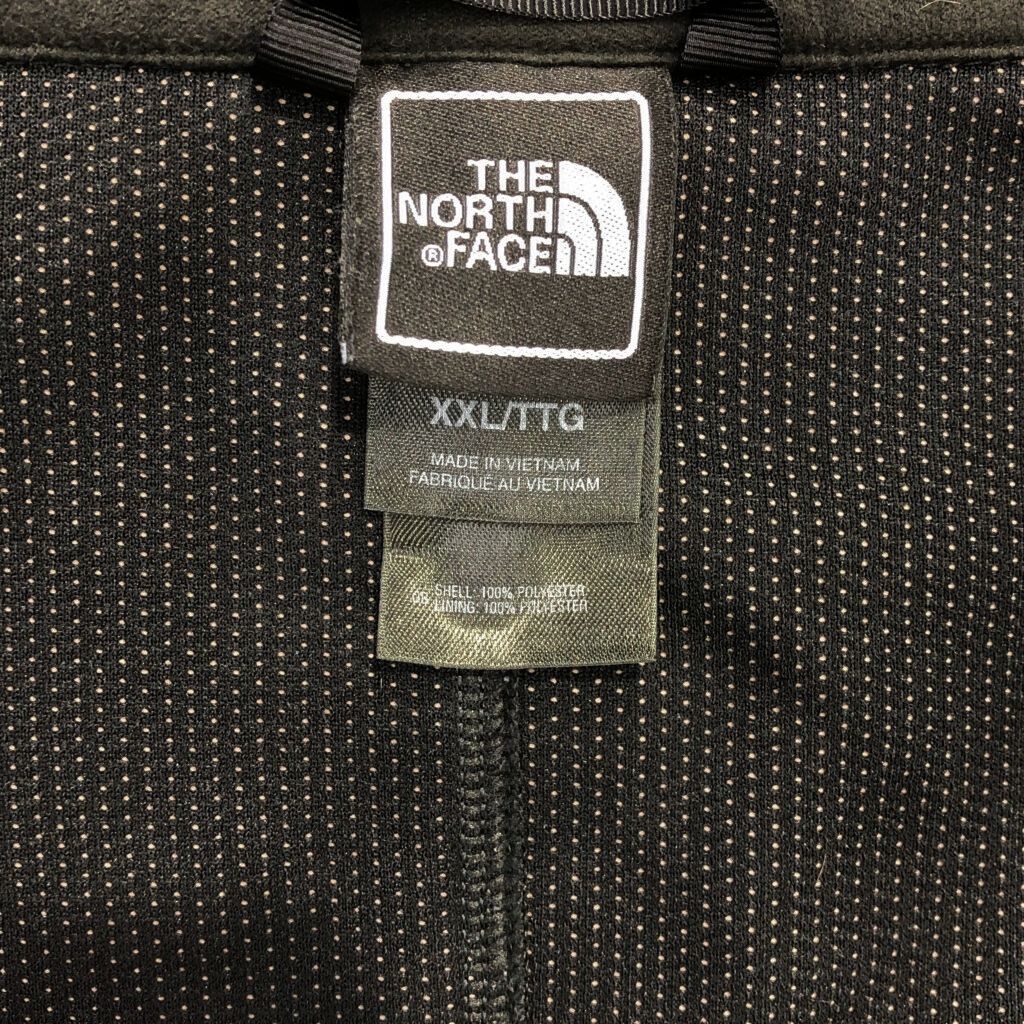 THE
NORTH
®FACE
XXL/TTG
MADE IN VIETNAM
FABRIQUÉ AU VIETNAM
SHELL: 100% POLYESTER
LINING: 100% POLYESTER